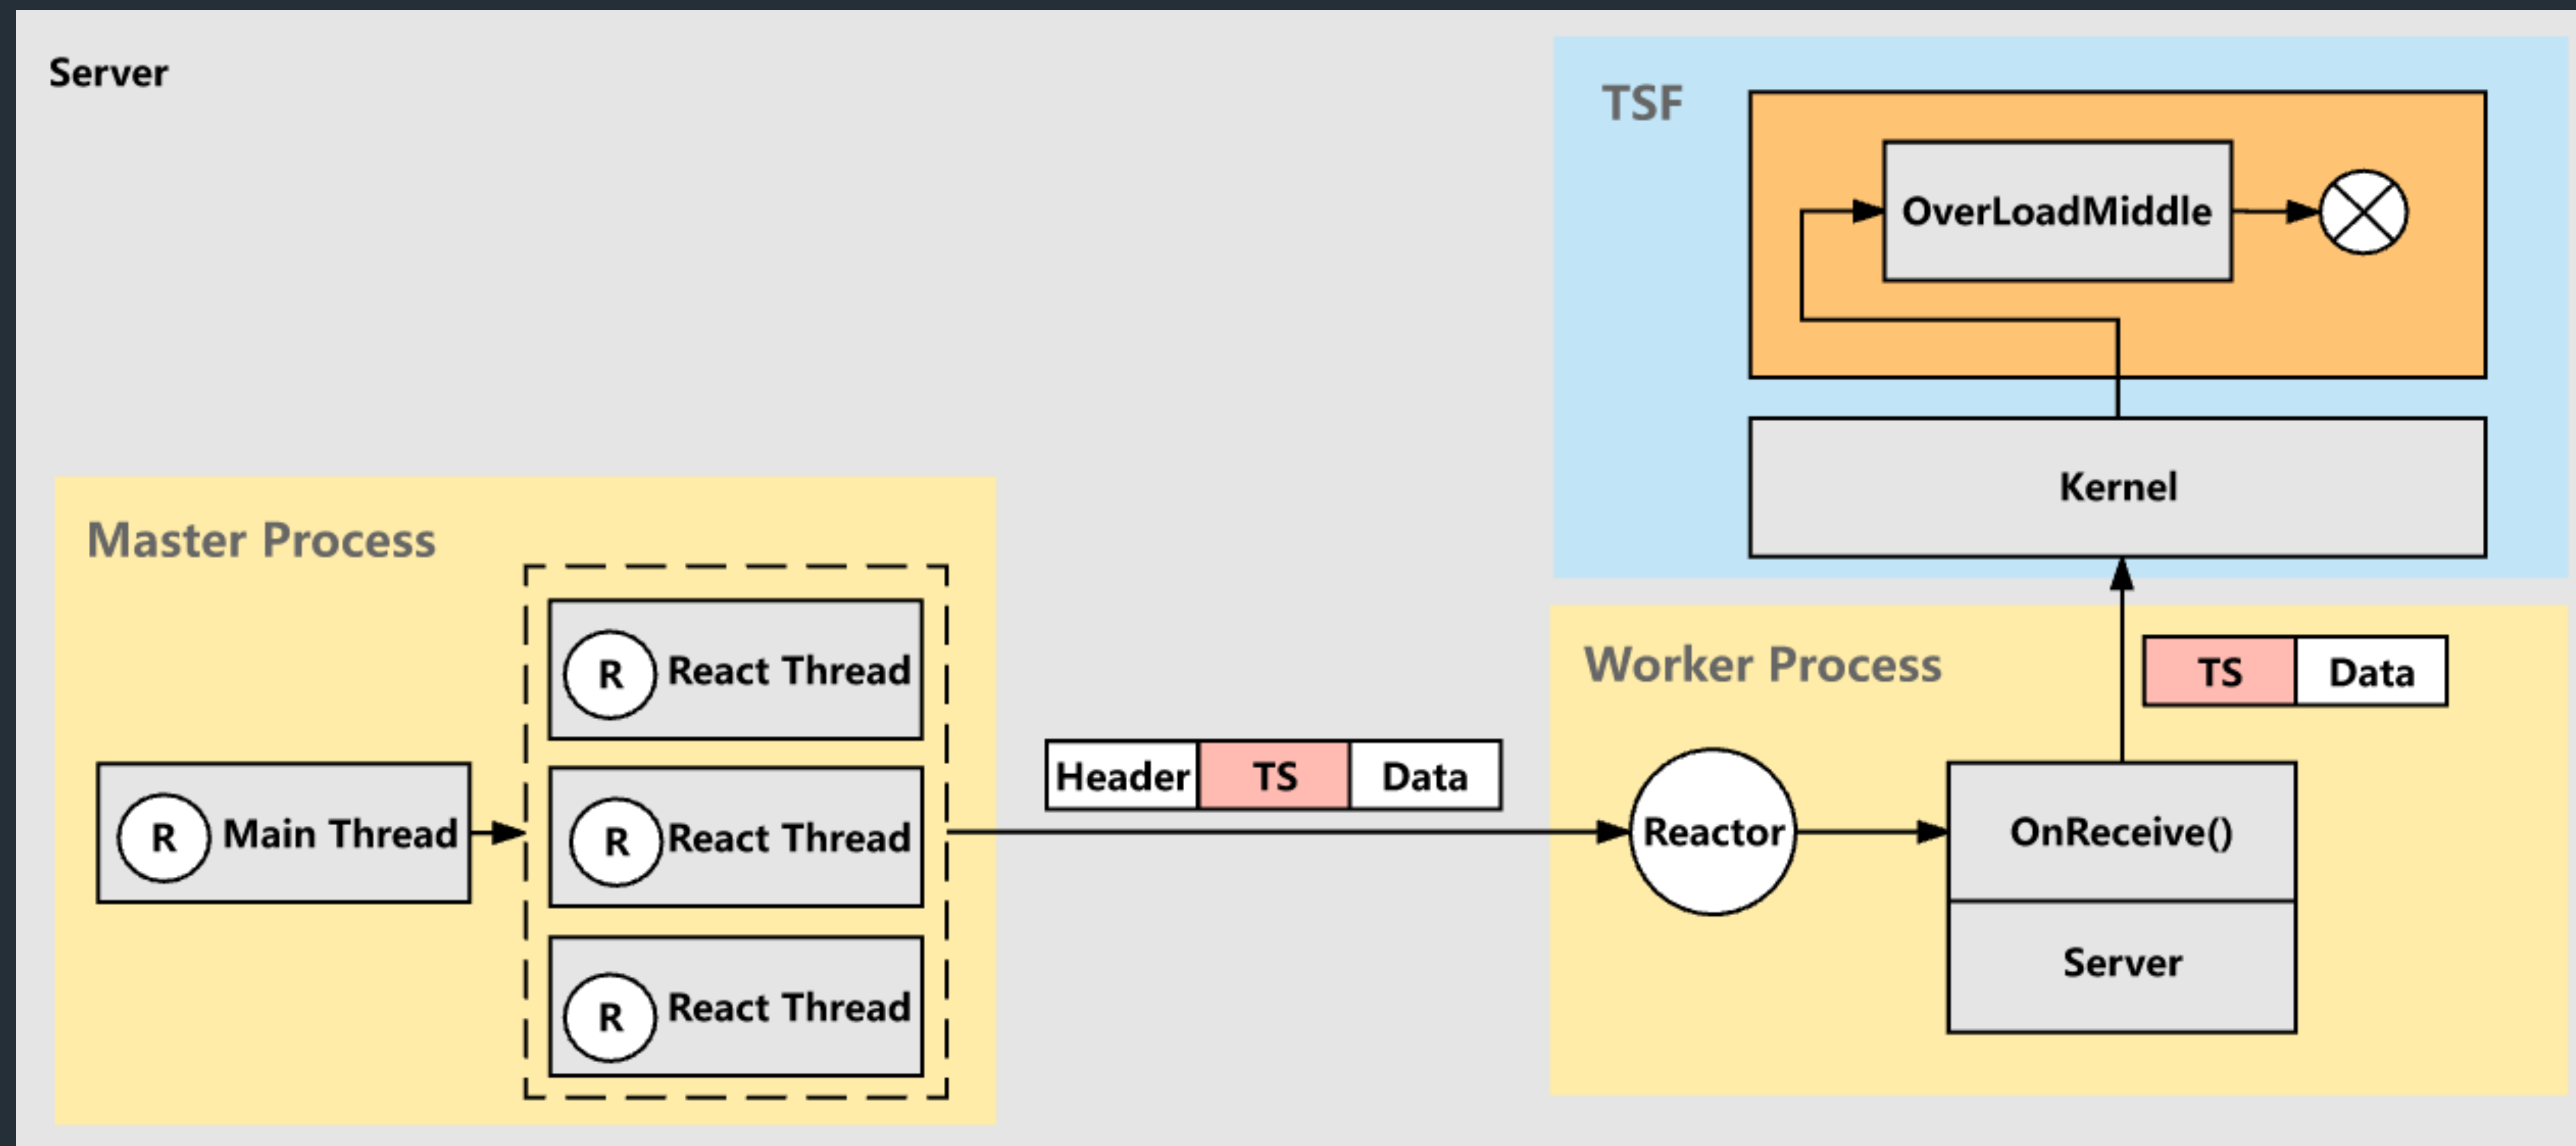 Server
TSF
OverLoadMiddle
Kernel
Master Process
R React Thread
R Main Thread
R React Thread
R React Thread
Header TS Data
Worker Process
TS Data
Reactor
OnReceive()
Server